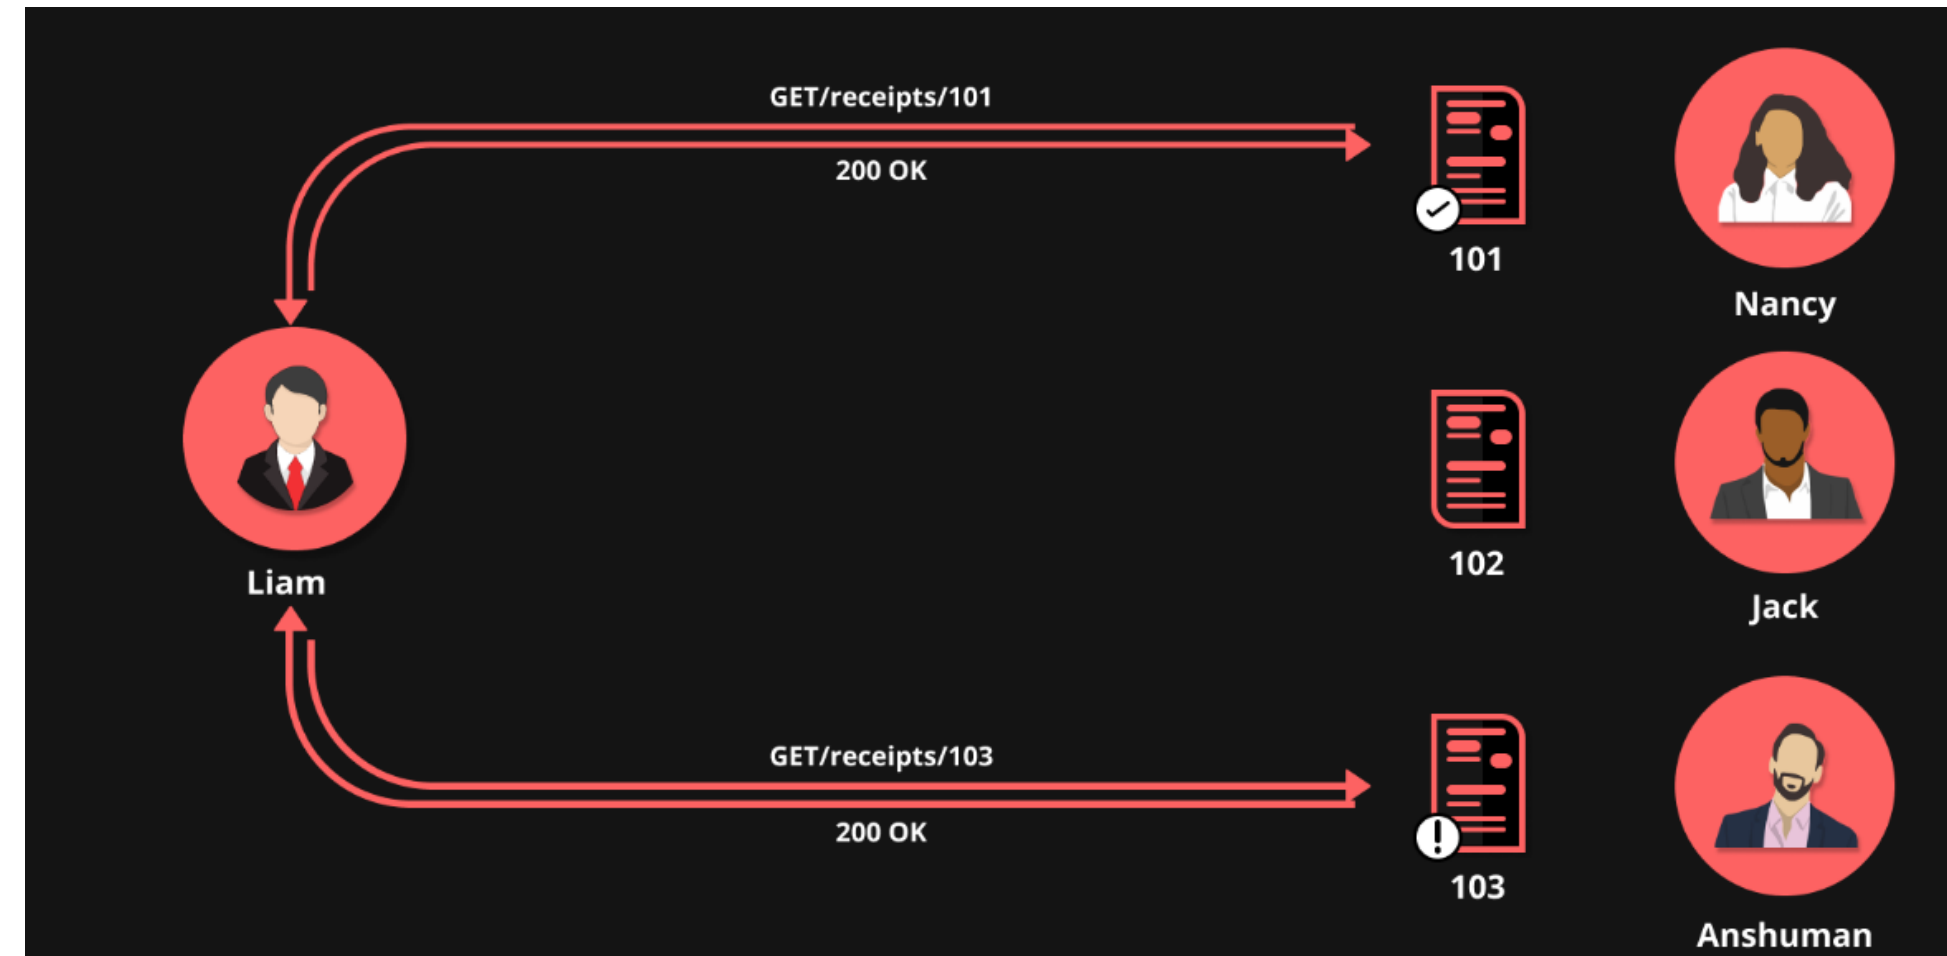 GET/receipts/101
200 OK
101
Nancy
102
Jack
Liam
GET/receipts/103
200 OK
103
Anshuman